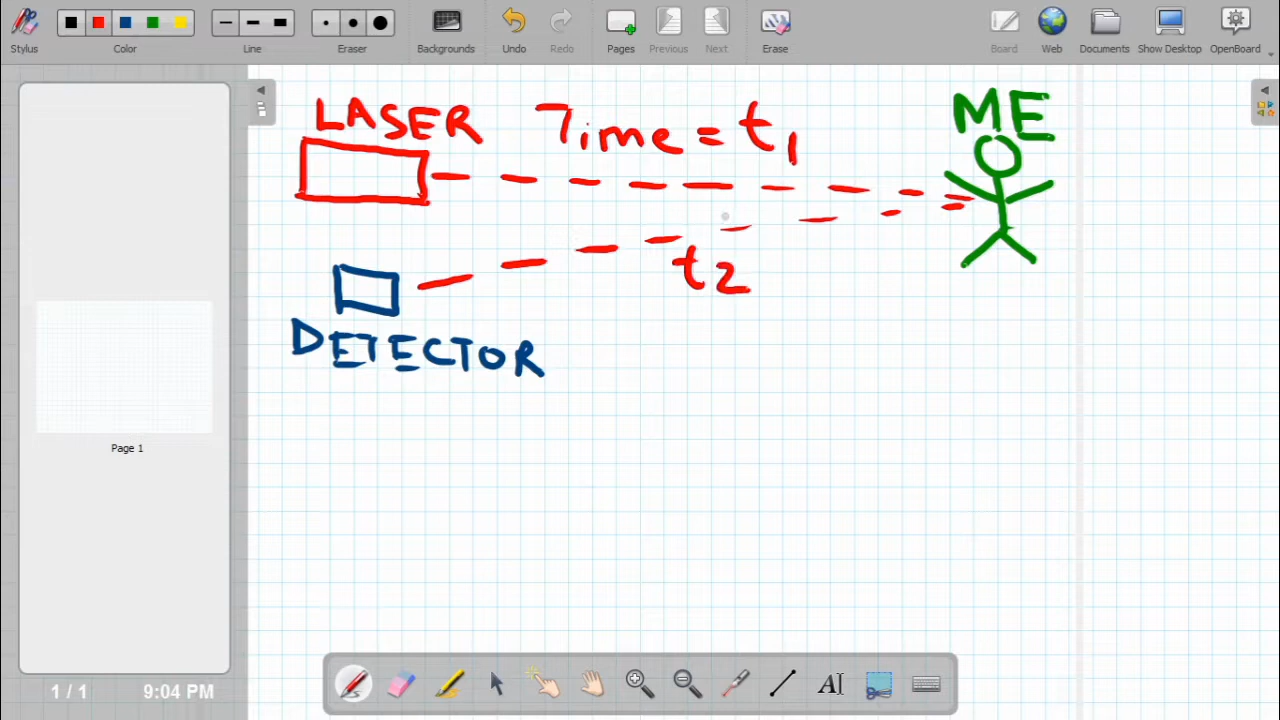 Stylus Color Line Eraser Backgrounds Undo Redo Pages Previous Next Erase Board Web Documents Show Desktop OpenBoard
LASER Time = t1 ME
t2
DETECTOR
Page 1
1 / 1 9:04 PM
AI